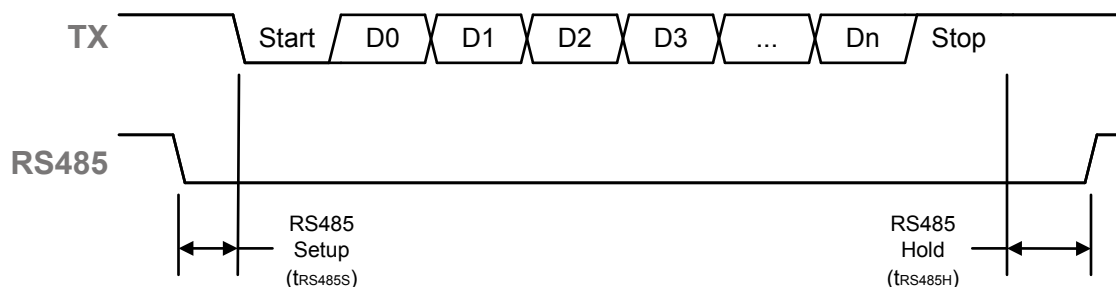 TX
Start D0 D1 D2 D3 ... Dn Stop
RS485
RS485
Setup
(tRS485S)
RS485
Hold
(tRS485H)